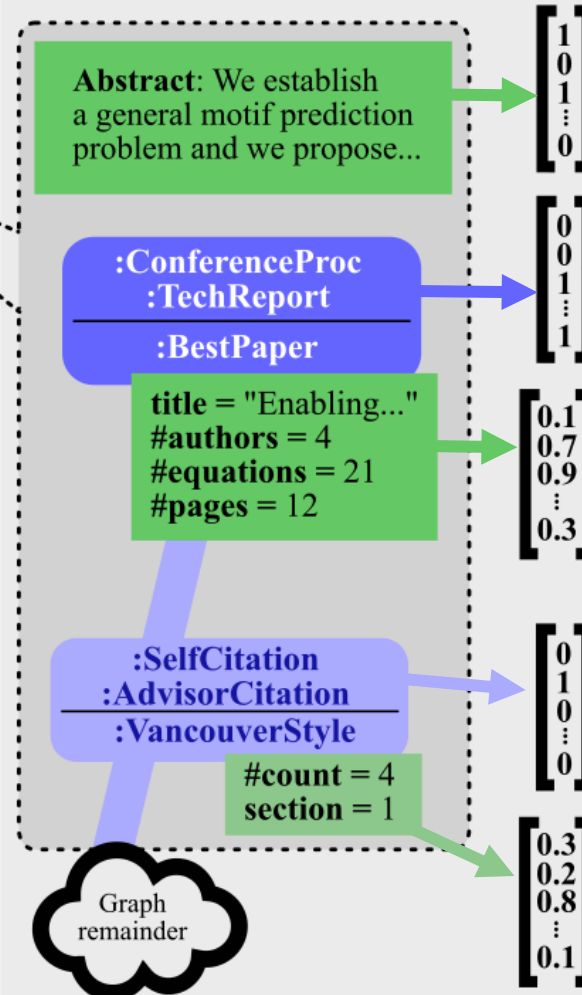 Abstract: We establish
a general motif prediction
problem and we propose...
1
0
1
⋮
0
:ConferenceProc
:TechReport
:BestPaper
0
0
1
⋮
1
title = "Enabling..."
#authors = 4
#equations = 21
#pages = 12
0.1
0.7
0.9
⋮
0.3
:SelfCitation
:AdvisorCitation
:VancouverStyle
0
1
0
⋮
0
#count = 4
section = 1
0.3
0.2
0.8
⋮
0.1
Graph
remainder